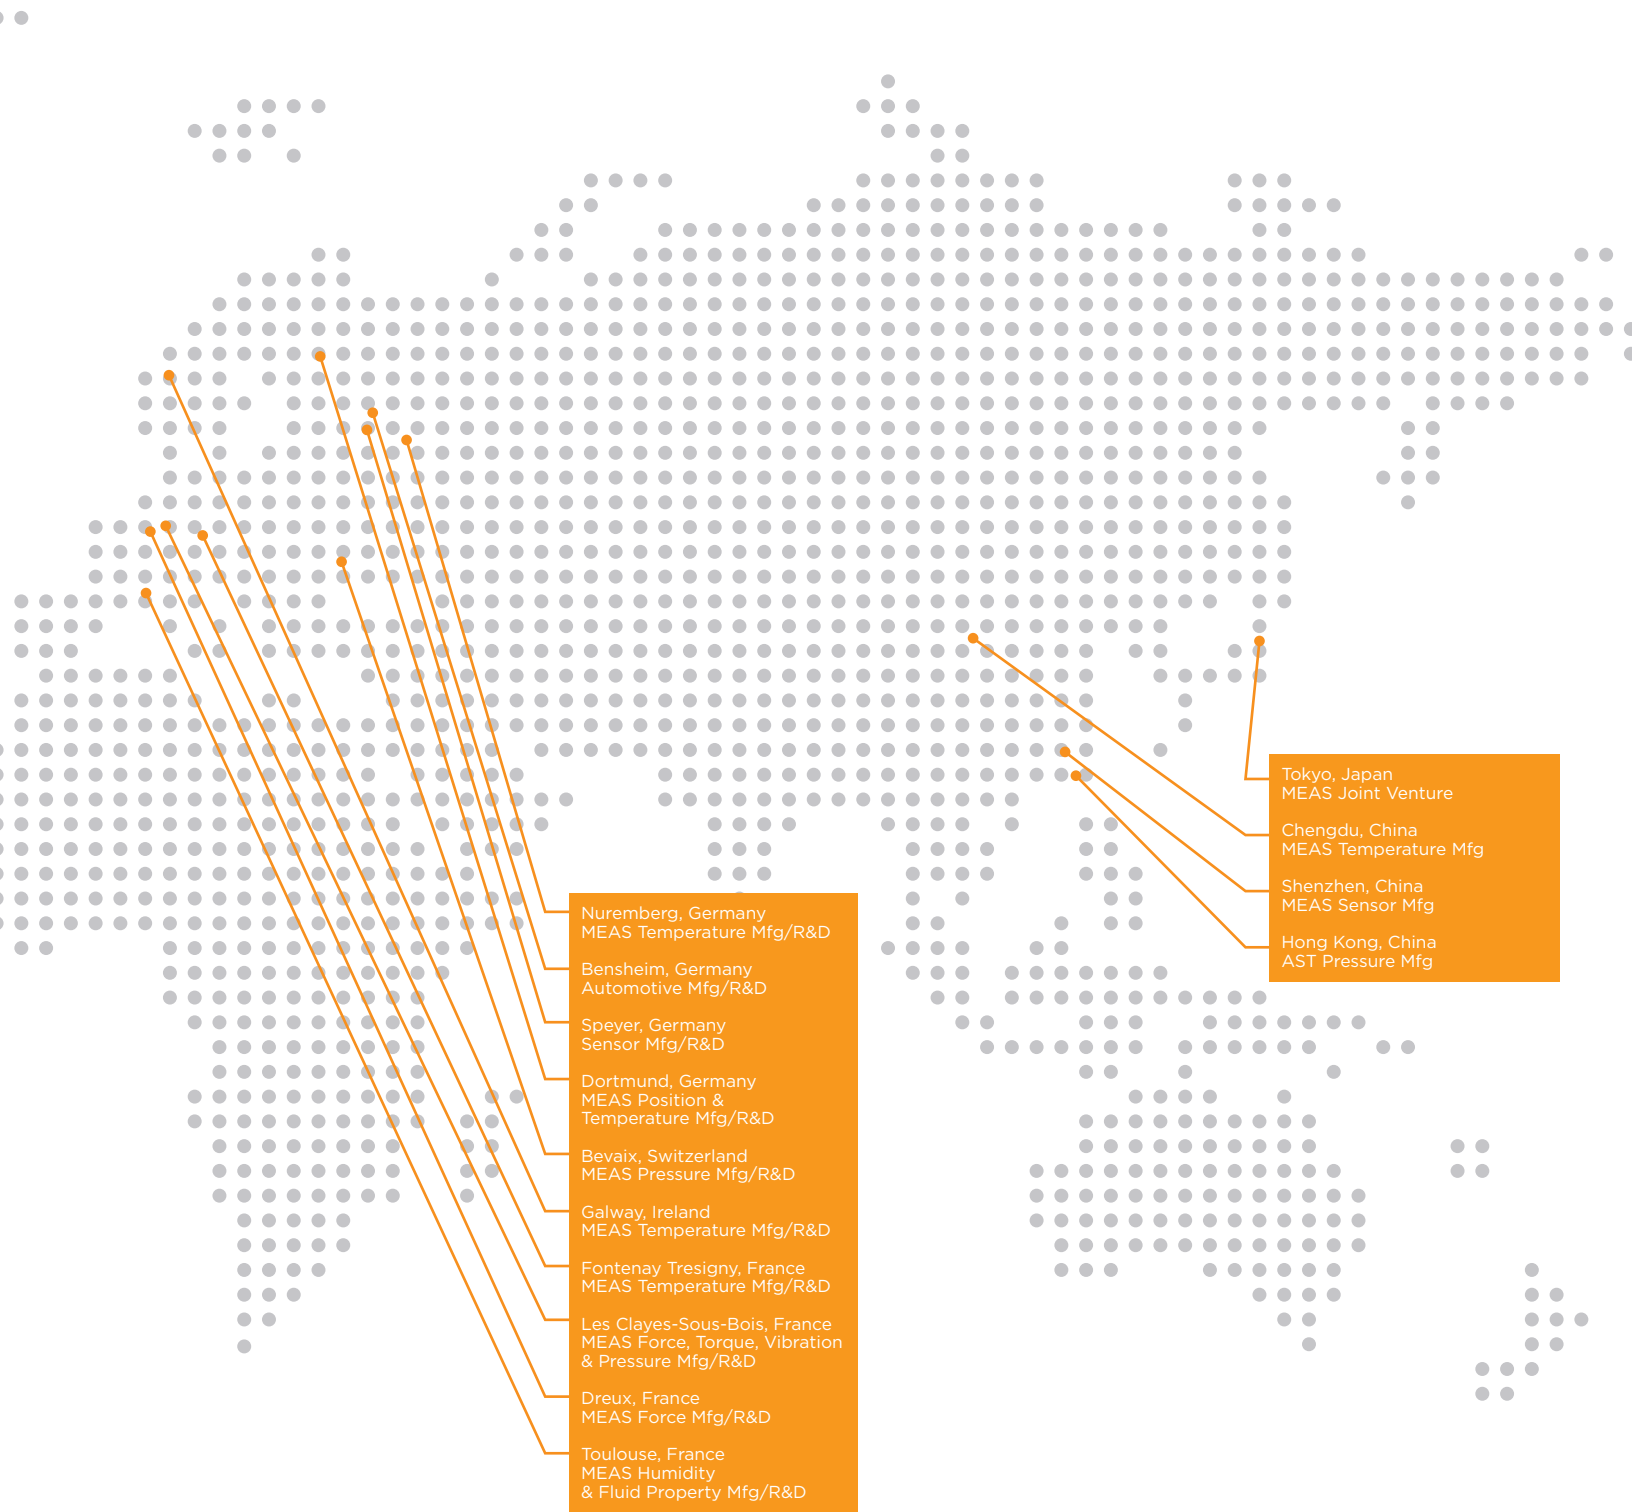 Tokyo, Japan
MEAS Joint Venture
Chengdu, China
MEAS Temperature Mfg
Shenzhen, China
MEAS Sensor Mfg
Hong Kong, China
AST Pressure Mfg
Nuremberg, Germany
MEAS Temperature Mfg/R&D
Bensheim, Germany
Automotive Mfg/R&D
Speyer, Germany
Sensor Mfg/R&D
Dortmund, Germany
MEAS Position &
Temperature Mfg/R&D
Bevaix, Switzerland
MEAS Pressure Mfg/R&D
Galway, Ireland
MEAS Temperature Mfg/R&D
Fontenay Tresigny, France
MEAS Temperature Mfg/R&D
Les Clayes-Sous-Bois, France
MEAS Force, Torque, Vibration
& Pressure Mfg/R&D
Dreux, France
MEAS Force Mfg/R&D
Toulouse, France
MEAS Humidity
& Fluid Property Mfg/R&D